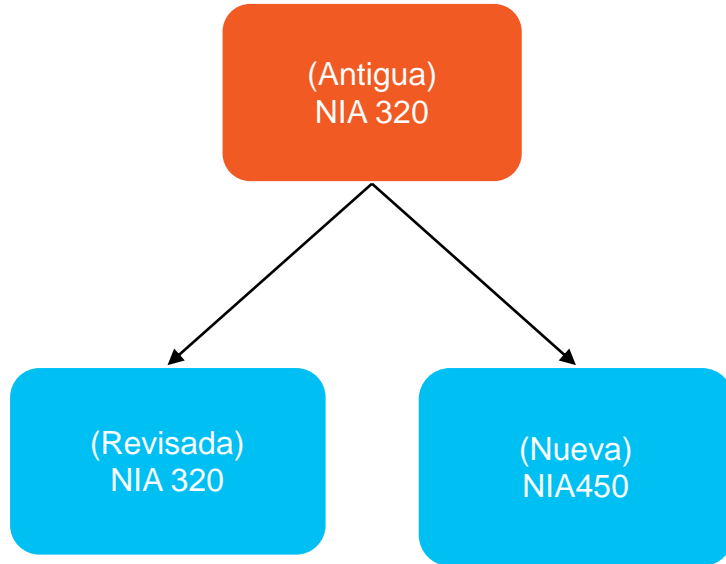 (Antigua)
NIA 320
(Revisada)
NIA 320
(Nueva)
NIA450